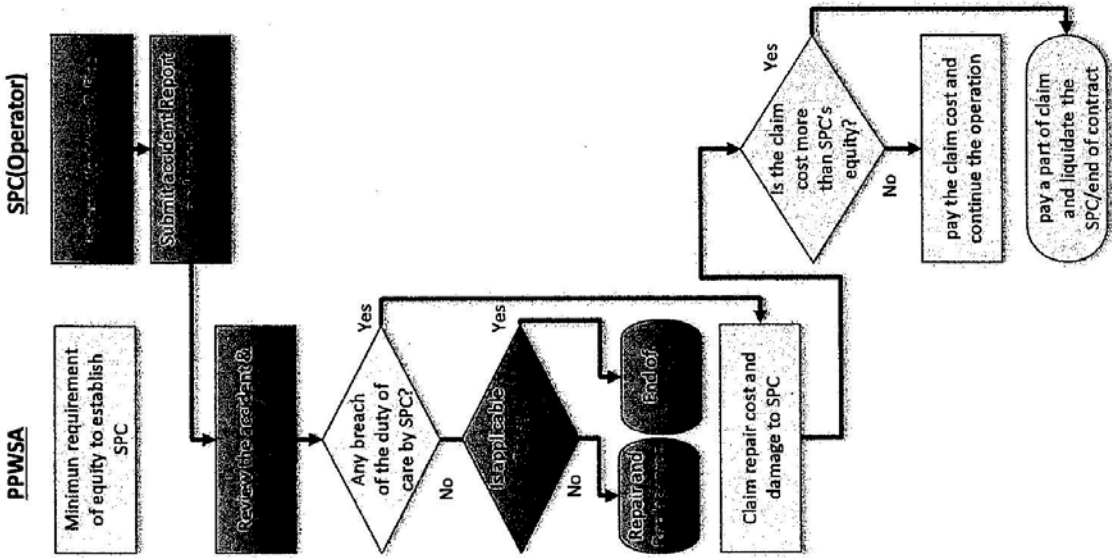 PPWSA
SPC(Operator)
Minimun requirement
of equity to establish
SPC
Submit accident Report
Review the accident &
Any breach
of the duty of
care by SPC?
Yes
No
Is applicable
Yes
No
Repair and
End of
Claim repair cost and
damage to SPC
Is the claim
cost more
than SPC's
equity?
Yes
No
pay the claim cost and
continue the operation
pay a part of claim
and liquidate the
SPC/end of contract